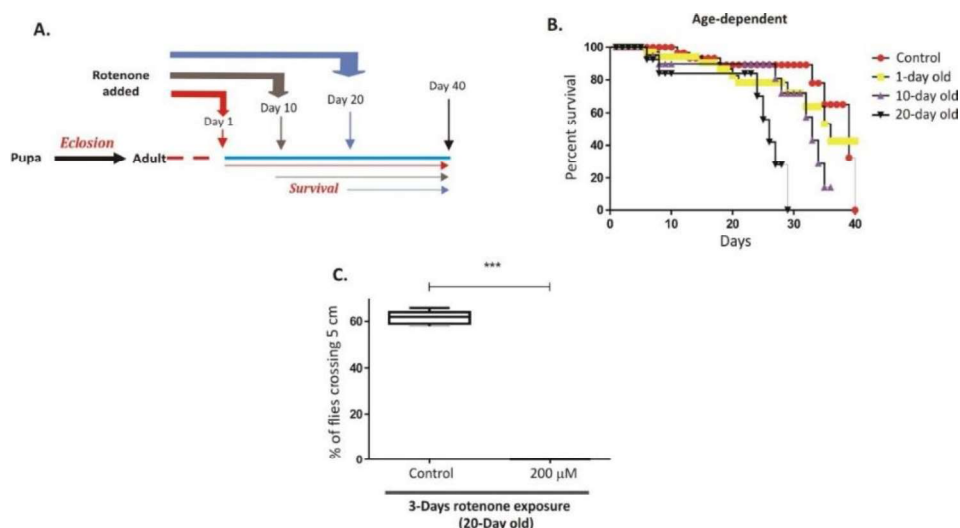 A.
Rotenone
added
Day 1
Day 10
Day 20
Day 40
Eclosion
Pupa
Adult
Survival
B.
Age-dependent
Percent survival
100
80
60
40
20
0
0
10
20
30
40
Days
Control
1-day old
10-day old
20-day old
C.
***
% of flies crossing 5 cm
60
40
20
0
Control
200 µM
3-Days rotenone exposure
(20-Day old)